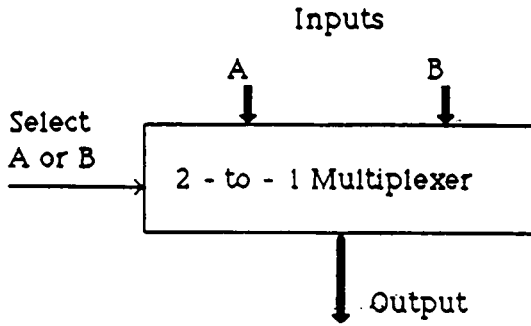 Inputs
A B
Select
A or B
2 - to - 1 Multiplexer
Output